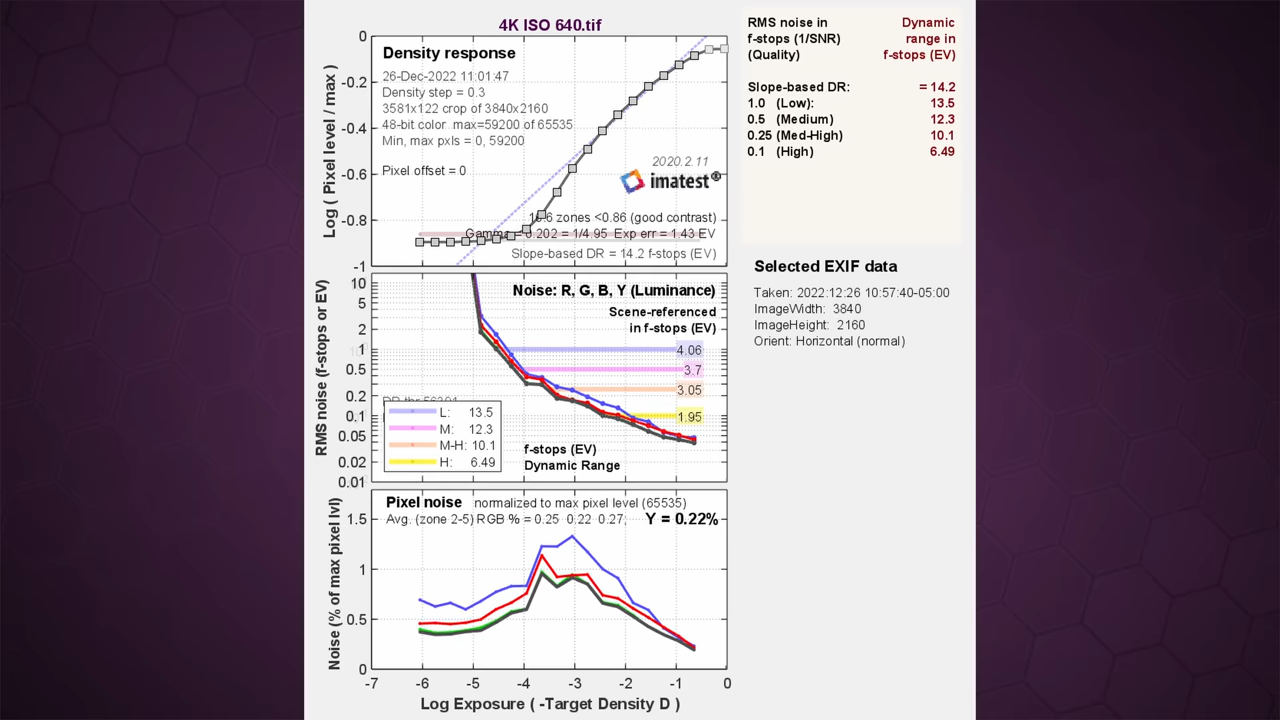 4K ISO 640.tif
Density response
26-Dec-2022 11:01:47
Density step = 0.3
3581x122 crop of 3840x2160
48-bit color max=59200 of 65535
Min, max pxls = 0, 59200
Pixel offset = 0
2020.2.11
imatest®
zones <0.86 (good contrast)
0.202 = 1/4.95 Exp err = 1.43 EV
Slope-based DR = 14.2 f-stops (EV)
Log ( Pixel level / max )
0
-0.2
-0.4
-0.6
-0.8
-1
Noise: R, G, B, Y (Luminance)
Scene-referenced
in f-stops (EV)
4.06
3.7
3.05
1.95
L: 13.5
M: 12.3
M-H: 10.1
H: 6.49
f-stops (EV)
Dynamic Range
RMS noise (f-stops or EV)
10
5
2
1
0.5
0.2
0.1
0.05
0.02
0.01
Pixel noise normalized to max pixel level (65535)
Avg. (zone 2-5) RGB % = 0.25 0.22 0.27, Y = 0.22%
Noise (% of max pixel lvl)
1.5
1
0.5
0
-7 -6 -5 -4 -3 -2 -1 0
Log Exposure ( -Target Density D )
RMS noise in Dynamic
f-stops (1/SNR) range in
(Quality) f-stops (EV)
Slope-based DR: = 14.2
1.0 (Low): 13.5
0.5 (Medium) 12.3
0.25 (Med-High) 10.1
0.1 (High) 6.49
Selected EXIF data
Taken: 2022:12:26 10:57:40-05:00
ImageWidth: 3840
ImageHeight: 2160
Orient: Horizontal (normal)